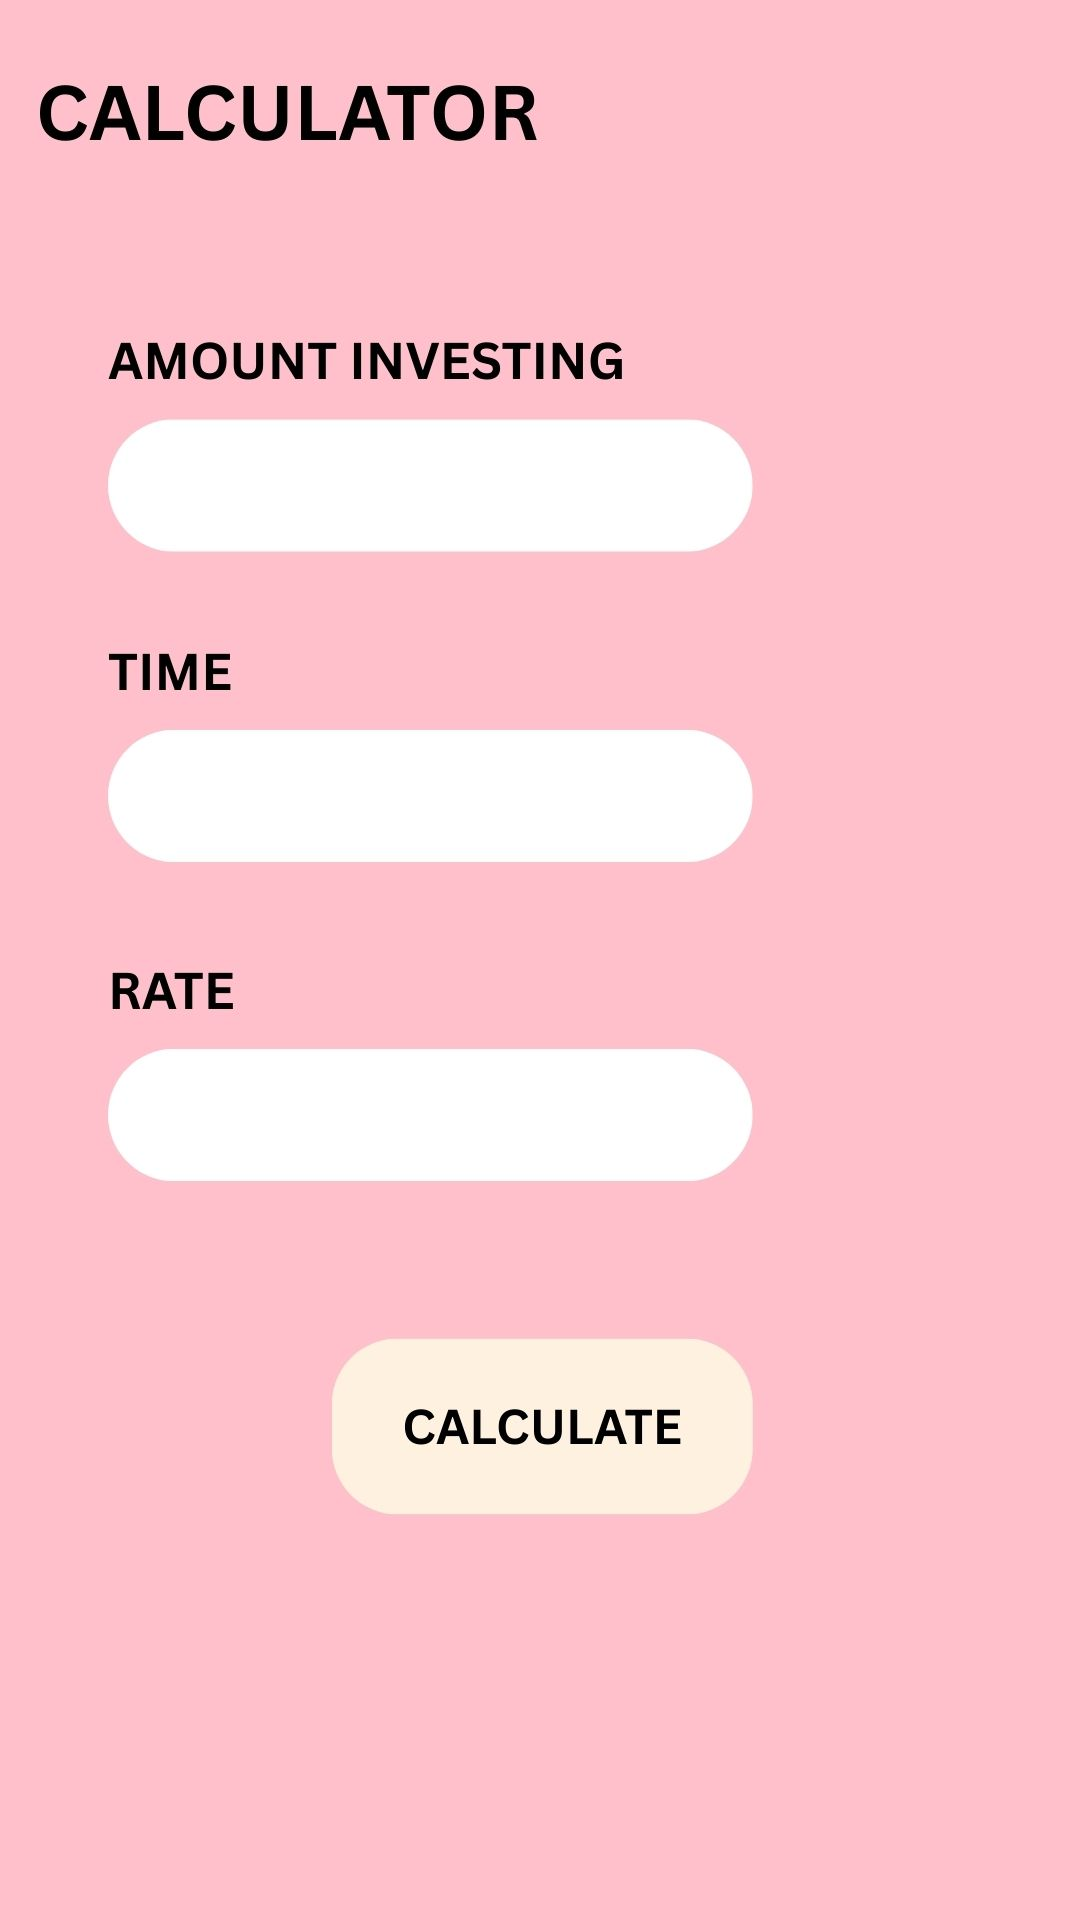 CALCULATOR
AMOUNT INVESTING
TIME
RATE
CALCULATE